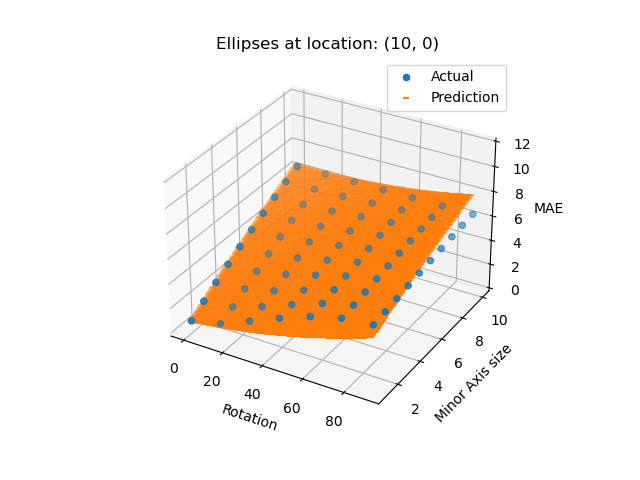 Ellipses at location: (10, 0)
Actual
Prediction
12
10
8
6
4
2
0
MAE
10
8
6
4
2
Minor Axis size
0
20
40
60
80
Rotation